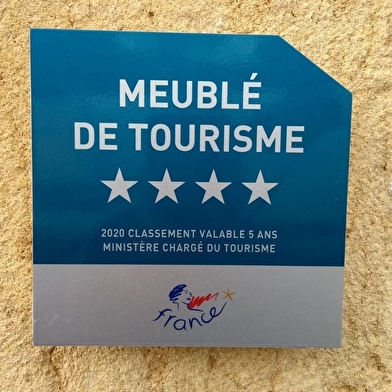 MEUBLÉ
DE TOURISME
2020 CLASSEMENT VALABLE 5 ANS
MINISTÈRE CHARGÉ DU TOURISME
france